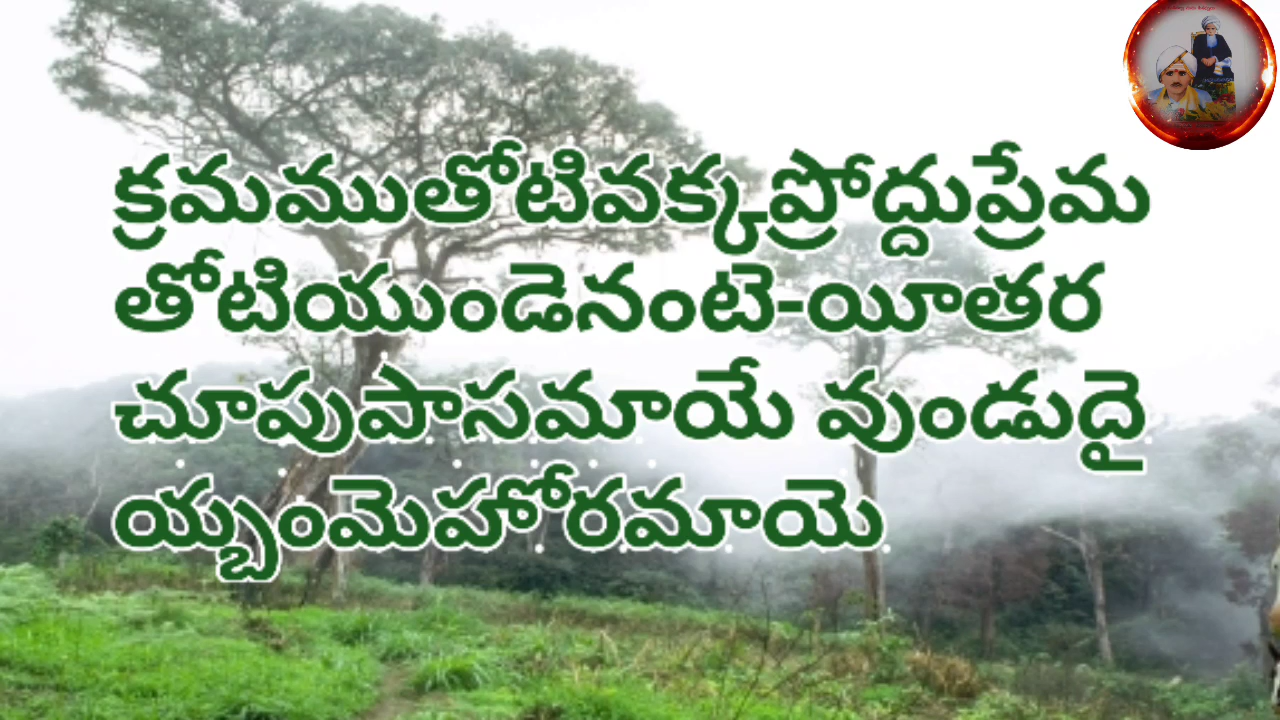 క్రమముతోటివక్కప్రోద్దుప్రేమ
తోటియుండెనంటె-యీతర
చూపుపాసమాయే వుండుదై
య్బ్బంమెహోరమాయె